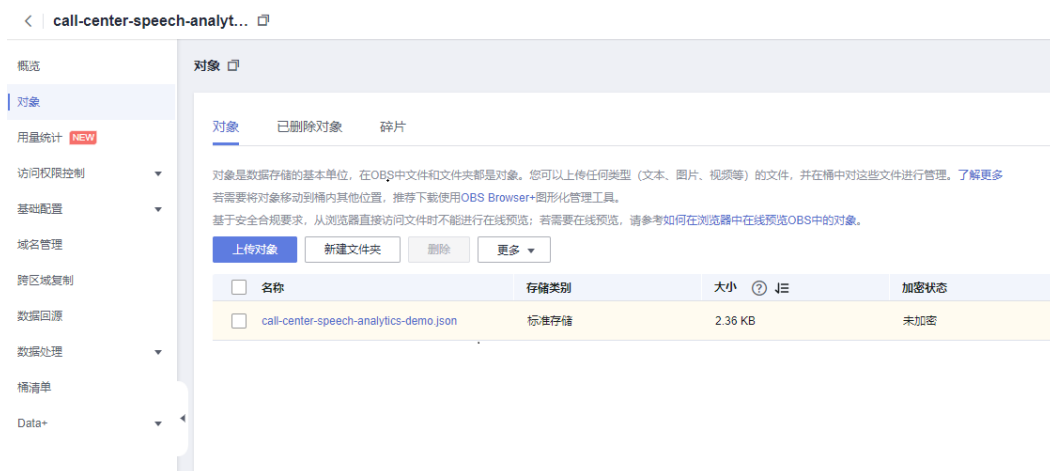 call-center-speech-analyt...
概览
对象
用量统计 NEW
访问权限控制
基础配置
域名管理
跨区域复制
数据回源
数据处理
桶清单
Data+
对象
对象 已删除对象 碎片
对象是数据存储的基本单位，在OBS中文件和文件夹都是对象。您可以上传任何类型（文本、图片、视频等）的文件，并在桶中对这些文件进行管理。了解更多
若需要将对象移动到桶内其他位置，推荐下载使用OBS Browser+图形化管理工具。
基于安全合规要求，从浏览器直接访问文件时不能进行在线预览；若需要在线预览，请参考如何在浏览器中在线预览OBS中的对象。
上传对象 新建文件夹 删除 更多
名称 存储类别 大小 加密状态
call-center-speech-analytics-demo.json 标准存储 2.36 KB 未加密